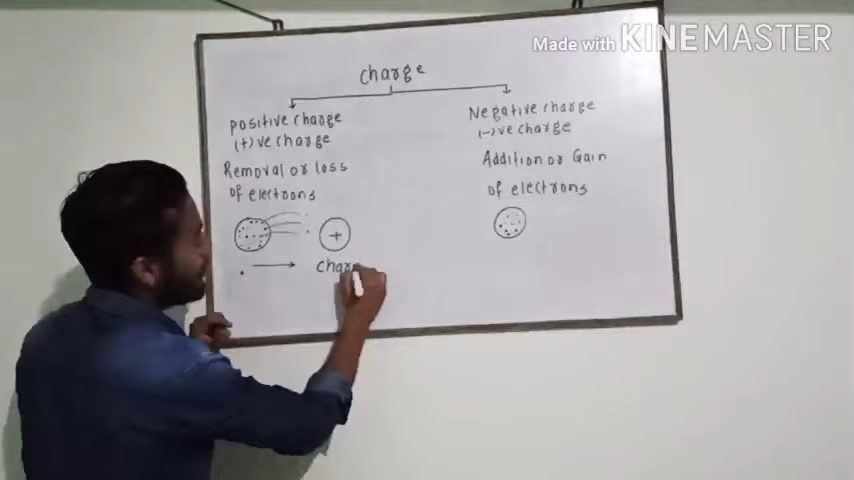 Made with KINEMASTER
Charge
Positive charge
(+)ve charge
Removal or loss
of electrons
+
Char
Negative charge
(-)ve charge
Addition or Gain
of electrons